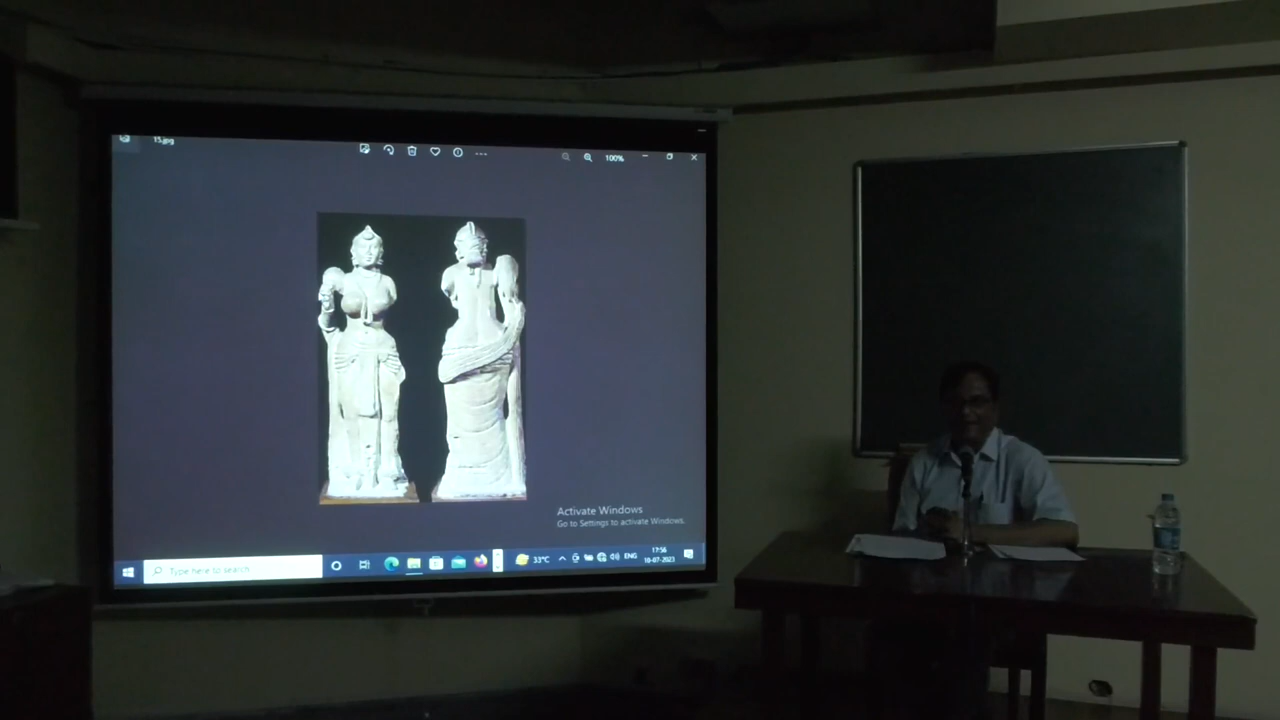 15.jpg
100%
Activate Windows
Go to Settings to activate Windows.
Type here to search
33°C
ENG
17:56
10-07-2023